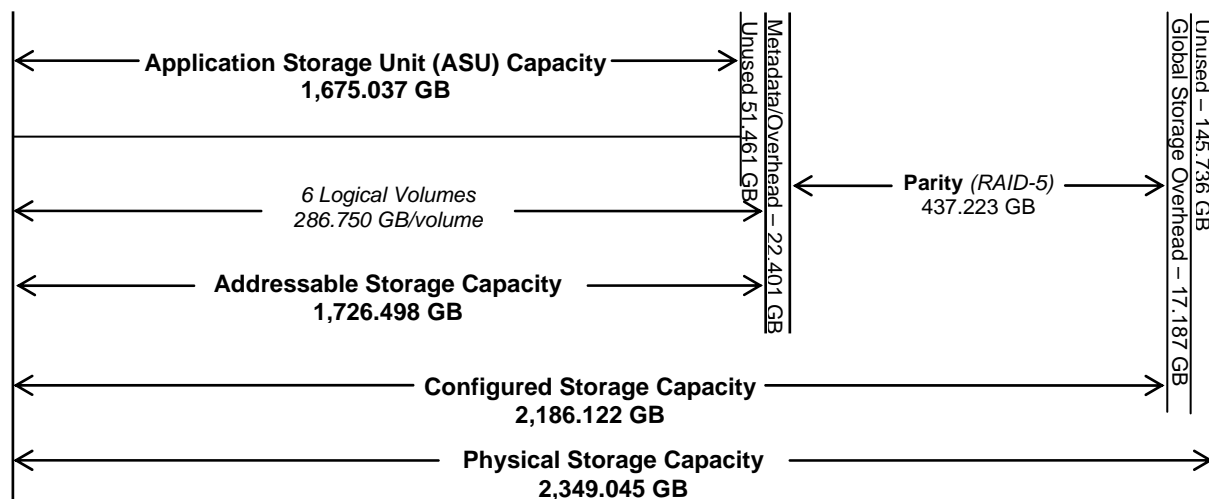 Application Storage Unit (ASU) Capacity
1,675.037 GB
Unused 51.461 GB
Metadada/Overhead – 22.401 GB
Parity (RAID-5)
437.223 GB
Global Storage Overhead – 17.187 GB
Unused – 145.736 GB
6 Logical Volumes
286.750 GB/volume
Addressable Storage Capacity
1,726.498 GB
Configured Storage Capacity
2,186.122 GB
Physical Storage Capacity
2,349.045 GB